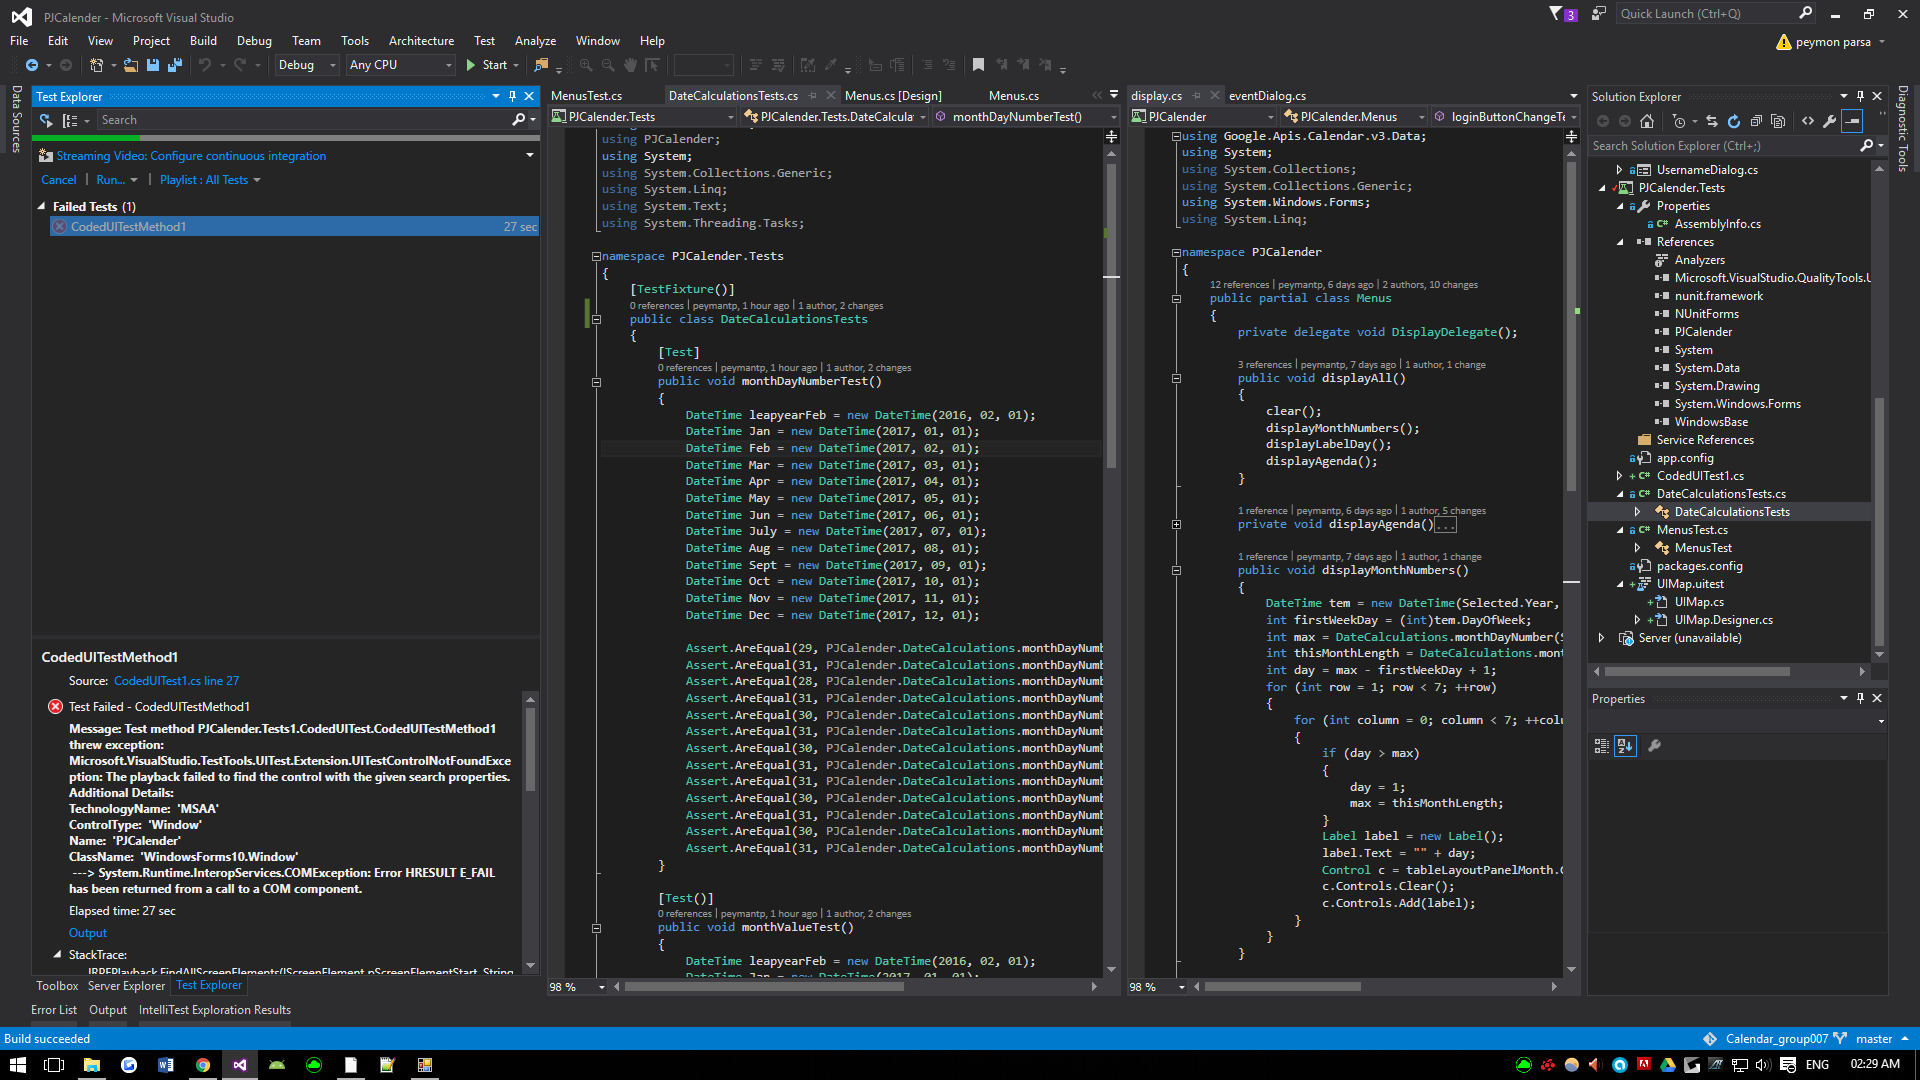 PJCalender - Microsoft Visual Studio
3
Quick Launch (Ctrl+Q)
File Edit View Project Build Debug Team Tools Architecture Test Analyze Window Help
peymon parsa
Debug Any CPU Start
Data Sources
Test Explorer
Search
Streaming Video: Configure continuous integration
Cancel | Run... | Playlist : All Tests
Failed Tests (1)
CodedUITestMethod1 27 sec
CodedUITestMethod1
Source: CodedUITest1.cs line 27
Test Failed - CodedUITestMethod1
Message: Test method PJCalender.Tests1.CodedUITest.CodedUITestMethod1
threw exception:
Microsoft.VisualStudio.TestTools.UITest.Extension.UITestControlNotFoundExce
ption: The playback failed to find the control with the given search properties.
Additional Details:
TechnologyName: 'MSAA'
ControlType: 'Window'
Name: 'PJCalender'
ClassName: 'WindowsForms10.Window'
---> System.Runtime.InteropServices.COMException: Error HRESULT E_FAIL
has been returned from a call to a COM component.
Elapsed time: 27 sec
Output
StackTrace:
IRPFPlayback.FindAllScreenElements(IScreenElement pScreenElementStart, String
Toolbox Server Explorer Test Explorer
MenusTest.cs DateCalculationsTests.cs Menus.cs [Design] Menus.cs
PJCalender.Tests PJCalender.Tests.DateCalcula monthDayNumberTest()
using PJCalender;
using System;
using System.Collections.Generic;
using System.Linq;
using System.Text;
using System.Threading.Tasks;
namespace PJCalender.Tests
{
[TestFixture()]
0 references | peymantp, 1 hour ago | 1 author, 2 changes
public class DateCalculationsTests
{
[Test]
0 references | peymantp, 1 hour ago | 1 author, 2 changes
public void monthDayNumberTest()
{
DateTime leapyearFeb = new DateTime(2016, 02, 01);
DateTime Jan = new DateTime(2017, 01, 01);
DateTime Feb = new DateTime(2017, 02, 01);
DateTime Mar = new DateTime(2017, 03, 01);
DateTime Apr = new DateTime(2017, 04, 01);
DateTime May = new DateTime(2017, 05, 01);
DateTime Jun = new DateTime(2017, 06, 01);
DateTime July = new DateTime(2017, 07, 01);
DateTime Aug = new DateTime(2017, 08, 01);
DateTime Sept = new DateTime(2017, 09, 01);
DateTime Oct = new DateTime(2017, 10, 01);
DateTime Nov = new DateTime(2017, 11, 01);
DateTime Dec = new DateTime(2017, 12, 01);
Assert.AreEqual(29, PJCalender.DateCalculations.monthDayNumb
Assert.AreEqual(31, PJCalender.DateCalculations.monthDayNumb
Assert.AreEqual(28, PJCalender.DateCalculations.monthDayNumb
Assert.AreEqual(31, PJCalender.DateCalculations.monthDayNumb
Assert.AreEqual(30, PJCalender.DateCalculations.monthDayNumb
Assert.AreEqual(31, PJCalender.DateCalculations.monthDayNumb
Assert.AreEqual(30, PJCalender.DateCalculations.monthDayNumb
Assert.AreEqual(31, PJCalender.DateCalculations.monthDayNumb
Assert.AreEqual(31, PJCalender.DateCalculations.monthDayNumb
Assert.AreEqual(30, PJCalender.DateCalculations.monthDayNumb
Assert.AreEqual(31, PJCalender.DateCalculations.monthDayNumb
Assert.AreEqual(30, PJCalender.DateCalculations.monthDayNumb
Assert.AreEqual(31, PJCalender.DateCalculations.monthDayNumb
}
[Test()]
0 references | peymantp, 1 hour ago | 1 author, 2 changes
public void monthValueTest()
{
DateTime leapyearFeb = new DateTime(2016, 02, 01);
DateTime Jan = new DateTime(2017, 01, 01);
98 %
display.cs eventDialog.cs
PJCalender PJCalender.Menus loginButtonChangeTe
using Google.Apis.Calendar.v3.Data;
using System;
using System.Collections;
using System.Collections.Generic;
using System.Windows.Forms;
using System.Linq;
namespace PJCalender
{
12 references | peymantp, 6 days ago | 2 authors, 10 changes
public partial class Menus
{
private delegate void DisplayDelegate();
3 references | peymantp, 7 days ago | 1 author, 1 change
public void displayAll()
{
clear();
displayMonthNumbers();
displayLabelDay();
displayAgenda();
}
1 reference | peymantp, 6 days ago | 1 author, 5 changes
private void displayAgenda()...
1 reference | peymantp, 7 days ago | 1 author, 1 change
public void displayMonthNumbers()
{
DateTime tem = new DateTime(Selected.Year,
int firstWeekDay = (int)tem.DayOfWeek;
int max = DateCalculations.monthDayNumber(S
int thisMonthLength = DateCalculations.mont
int day = max - firstWeekDay + 1;
for (int row = 1; row < 7; ++row)
{
for (int column = 0; column < 7; ++colu
{
if (day > max)
{
day = 1;
max = thisMonthLength;
}
Label label = new Label();
label.Text = "" + day;
Control c = tableLayoutPanelMonth.C
c.Controls.Clear();
c.Controls.Add(label);
}
}
}
98 %
Solution Explorer
Search Solution Explorer (Ctrl+;)
UsernameDialog.cs
PJCalender.Tests
Properties
AssemblyInfo.cs
References
Analyzers
Microsoft.VisualStudio.QualityTools.U
nunit.framework
NUnitForms
PJCalender
System
System.Data
System.Drawing
System.Windows.Forms
WindowsBase
Service References
app.config
CodedUITest1.cs
DateCalculationsTests.cs
DateCalculationsTests
MenusTest.cs
MenusTest
packages.config
UIMap.uitest
UIMap.cs
UIMap.Designer.cs
Server (unavailable)
Properties
Diagnostic Tools
Error List Output IntelliTest Exploration Results
Build succeeded
Calendar_group007 master
ENG 02:29 AM